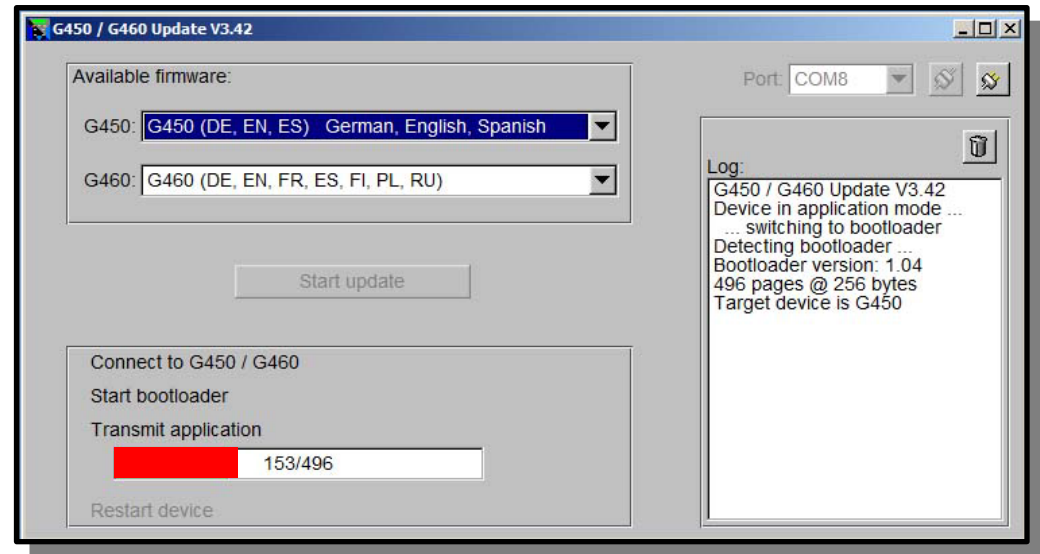 G450 / G460 Update V3.42
Available firmware:
G450: G450 (DE, EN, ES) German, English, Spanish
G460: G460 (DE, EN, FR, ES, FI, PL, RU)
Start update
Connect to G450 / G460
Start bootloader
Transmit application
153/496
Restart device
Port: COM8
Log:
G450 / G460 Update V3.42
Device in application mode ...
... switching to bootloader
Detecting bootloader ...
Bootloader version: 1.04
496 pages @ 256 bytes
Target device is G450